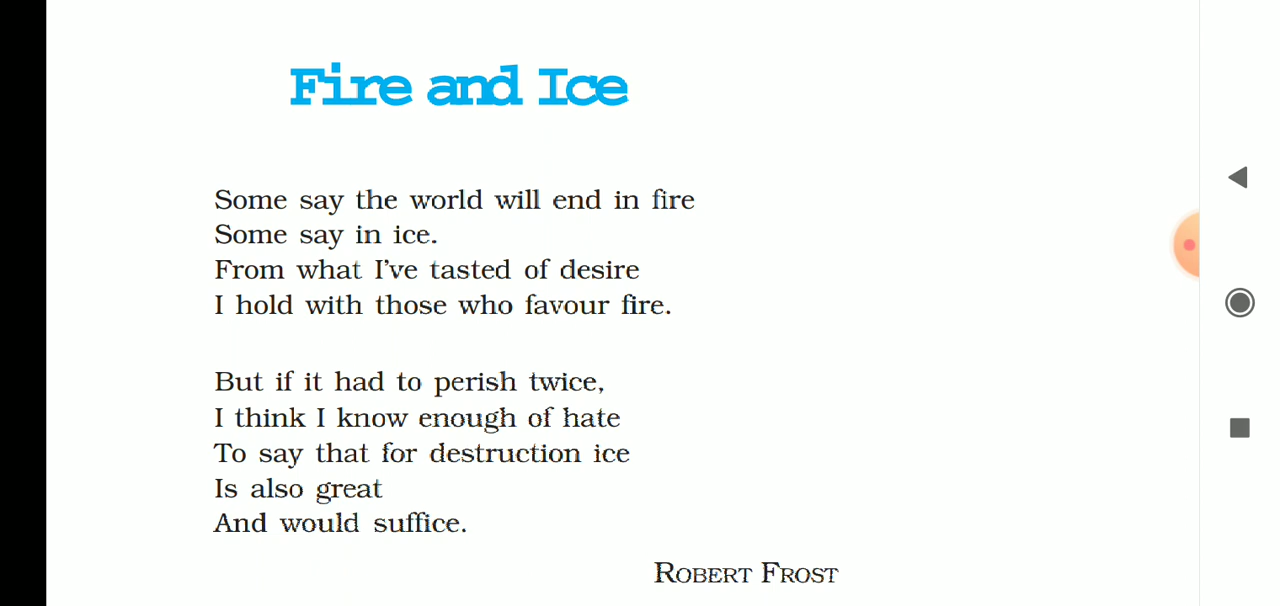 Fire and Ice
Some say the world will end in fire
Some say in ice.
From what I've tasted of desire
I hold with those who favour fire.
But if it had to perish twice,
I think I know enough of hate
To say that for destruction ice
Is also great
And would suffice.
ROBERT FROST